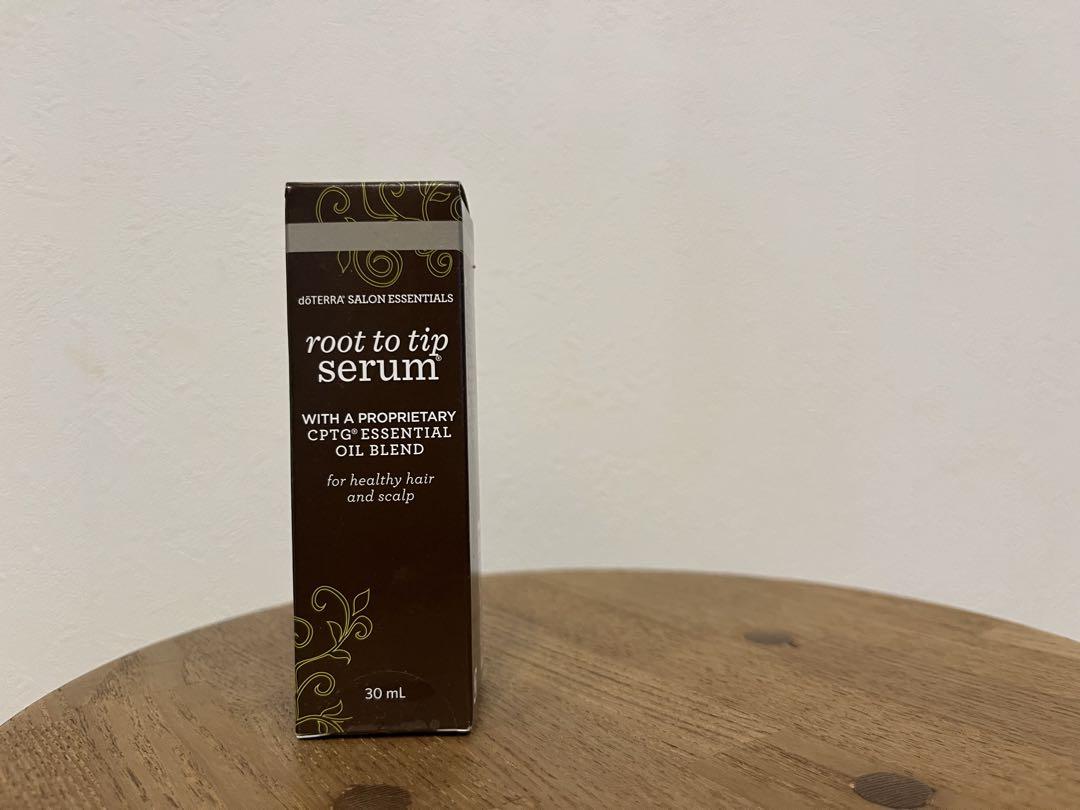 dōTERRA® SALON ESSENTIALS
root to tip
serum®
WITH A PROPRIETARY
CPTG® ESSENTIAL
OIL BLEND
for healthy hair
and scalp
30 mL